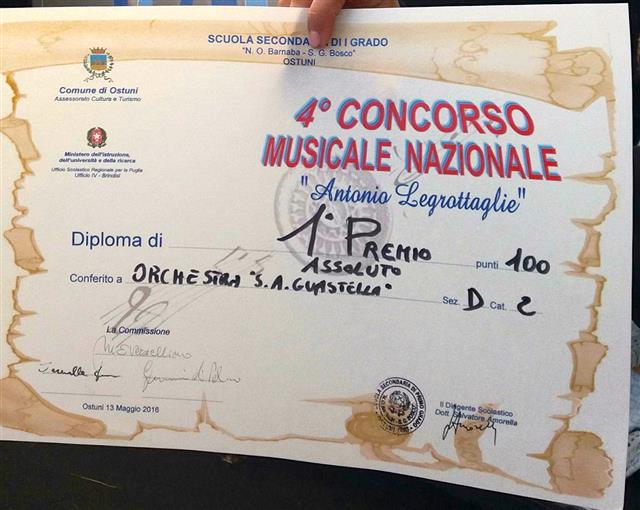 SCUOLA SECONDARIA DI I GRADO
"N. O. Barnaba - S. G. Bosco"
OSTUNI
Comune di Ostuni
Assessorato Cultura e Turismo
Ministero dell'istruzione,
dell'università e della ricerca
Ufficio Scolastico Regionale per la Puglia
Ufficio IV - Brindisi
4° CONCORSO
MUSICALE NAZIONALE
"Antonio Legrottaglie"
Diploma di 1° PREMIO punti 100
ASSOLUTO
Conferito a ORCHESTRA "S. A. GUASTELLA" Sez. D Cat. 2
La Commissione
Ostuni 13 Maggio 2016
Il Dirigente Scolastico
Dott. Salvatore Amorella